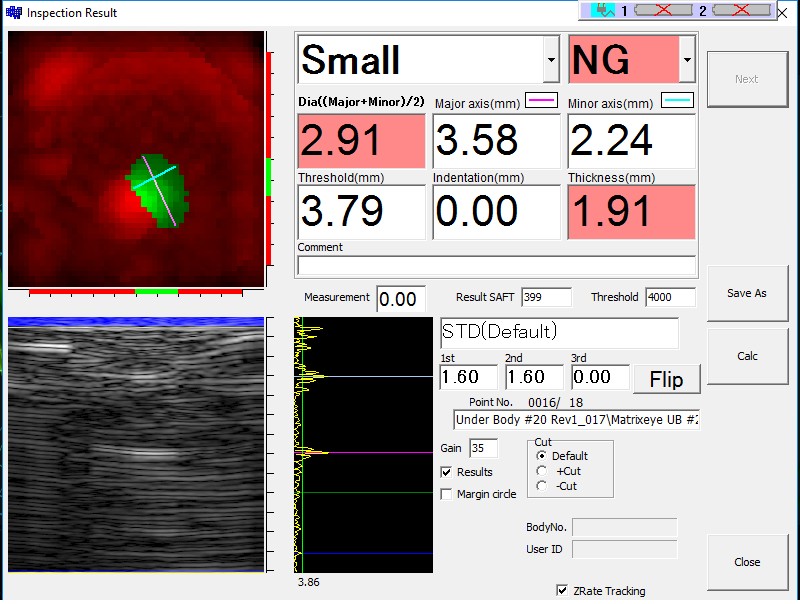 Inspection Result
1 2
Small NG
Next
Dia((Major+Minor)/2) Major axis(mm) Minor axis(mm)
2.91 3.58 2.24
Threshold(mm) Indentation(mm) Thickness(mm)
3.79 0.00 1.91
Comment
Measurement 0.00 Result SAFT 399 Threshold 4000
Save As
STD(Default)
Calc
1st 2nd 3rd
1.60 1.60 0.00 Flip
Point No. 0016/ 18
Under Body #20 Rev1_017\Matrixeye UB #2
Gain 35
Cut
Default
+Cut
-Cut
Results
Margin circle
BodyNo.
User ID
Close
3.86
ZRate Tracking